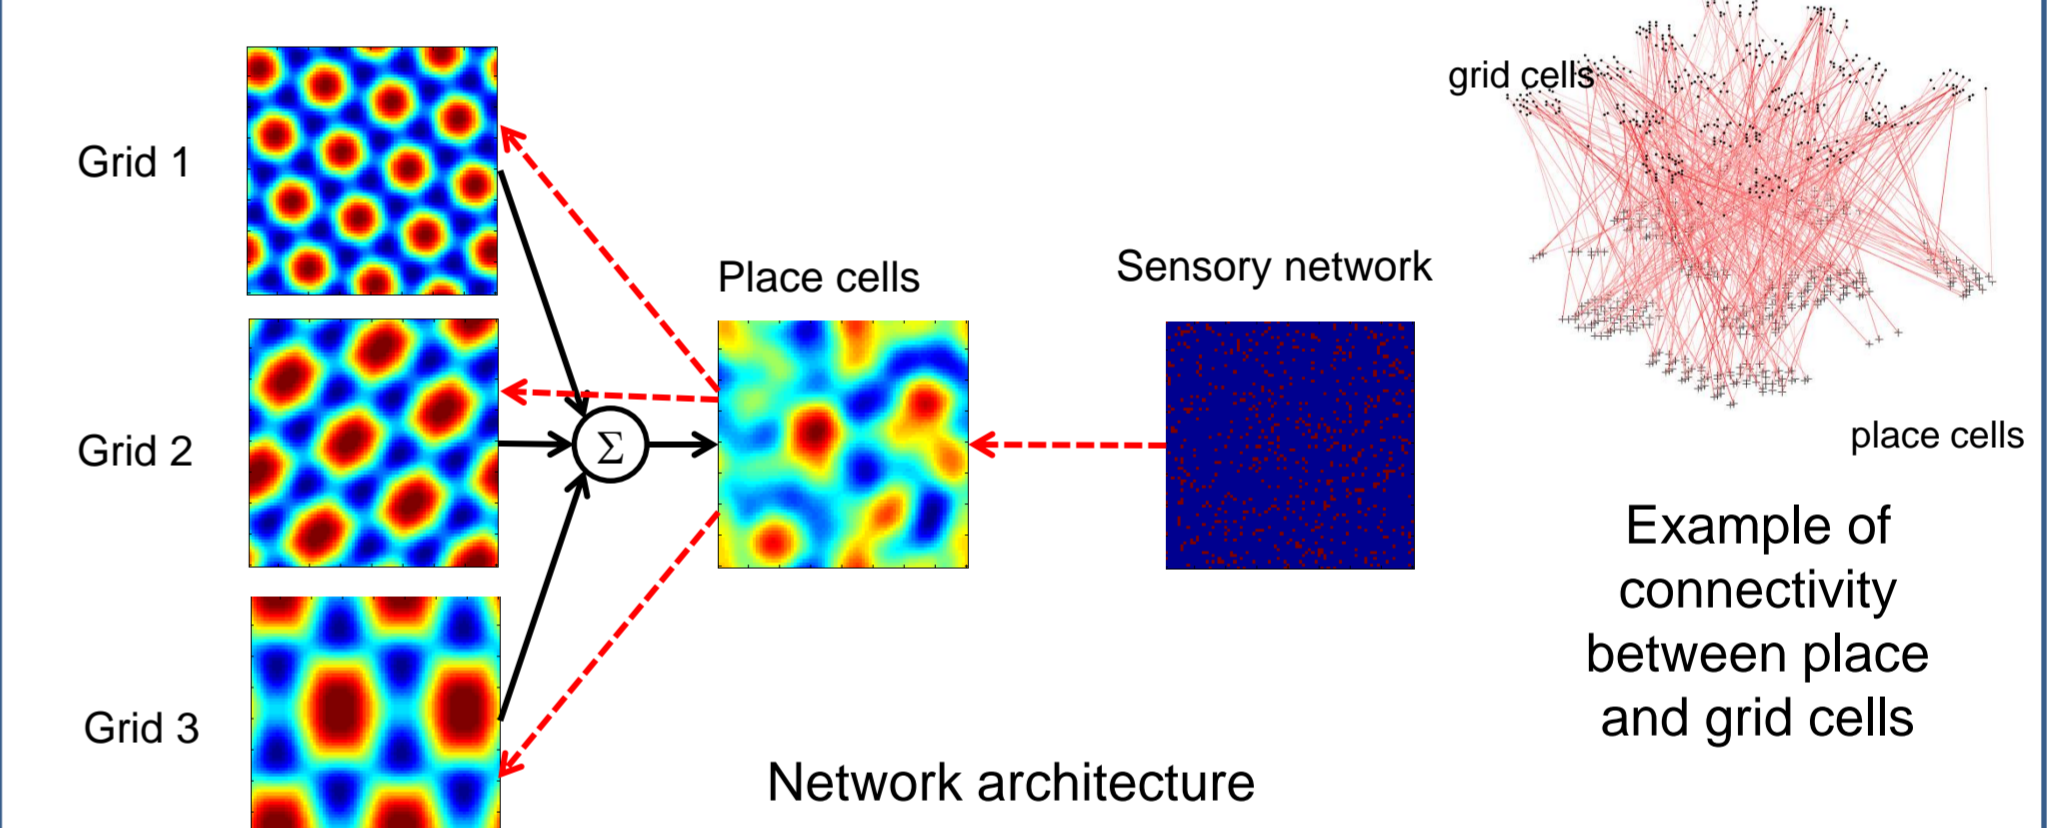 Grid 1
Grid 2
Grid 3
Σ
Place cells
Sensory network
Network architecture
grid cells
place cells
Example of
connectivity
between place
and grid cells